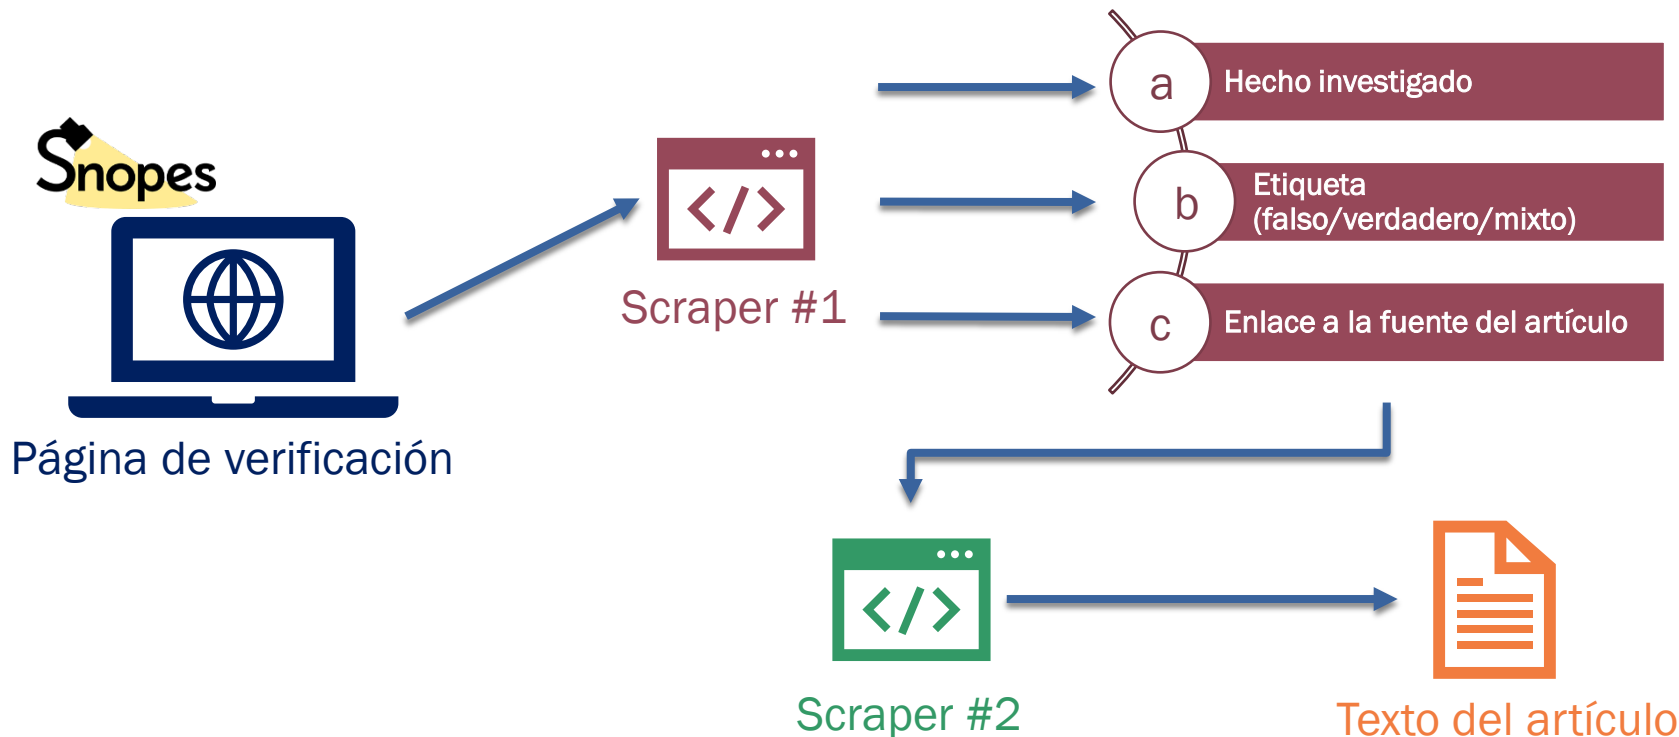 Snopes
Página de verificación
</>
Scraper #1
a
Hecho investigado
b
Etiqueta
(falso/verdadero/mixto)
c
Enlace a la fuente del artículo
</>
Scraper #2
Texto del artículo